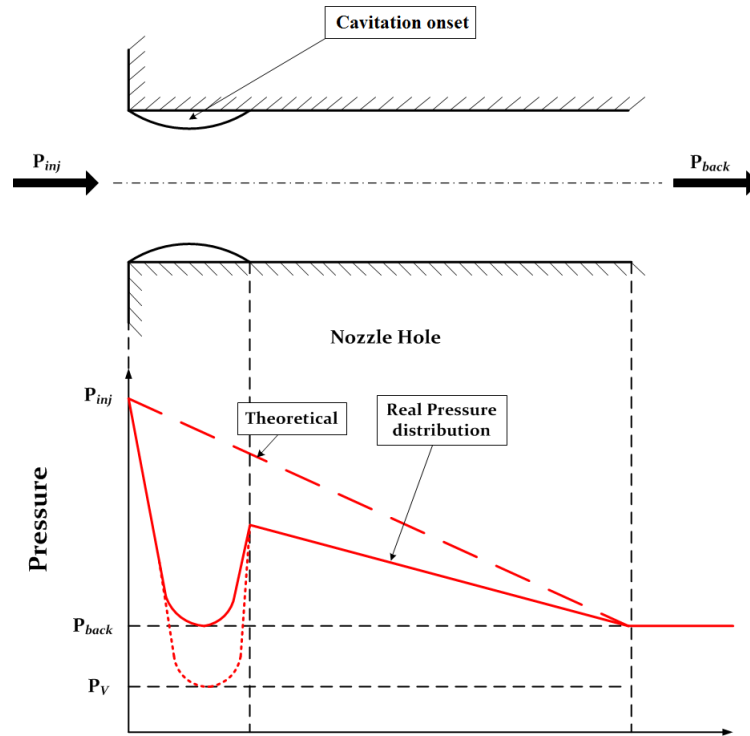 Cavitation onset
P_inj
P_back
Nozzle Hole
P_inj
Theoretical
Real Pressure
distribution
Pressure
P_back
P_V